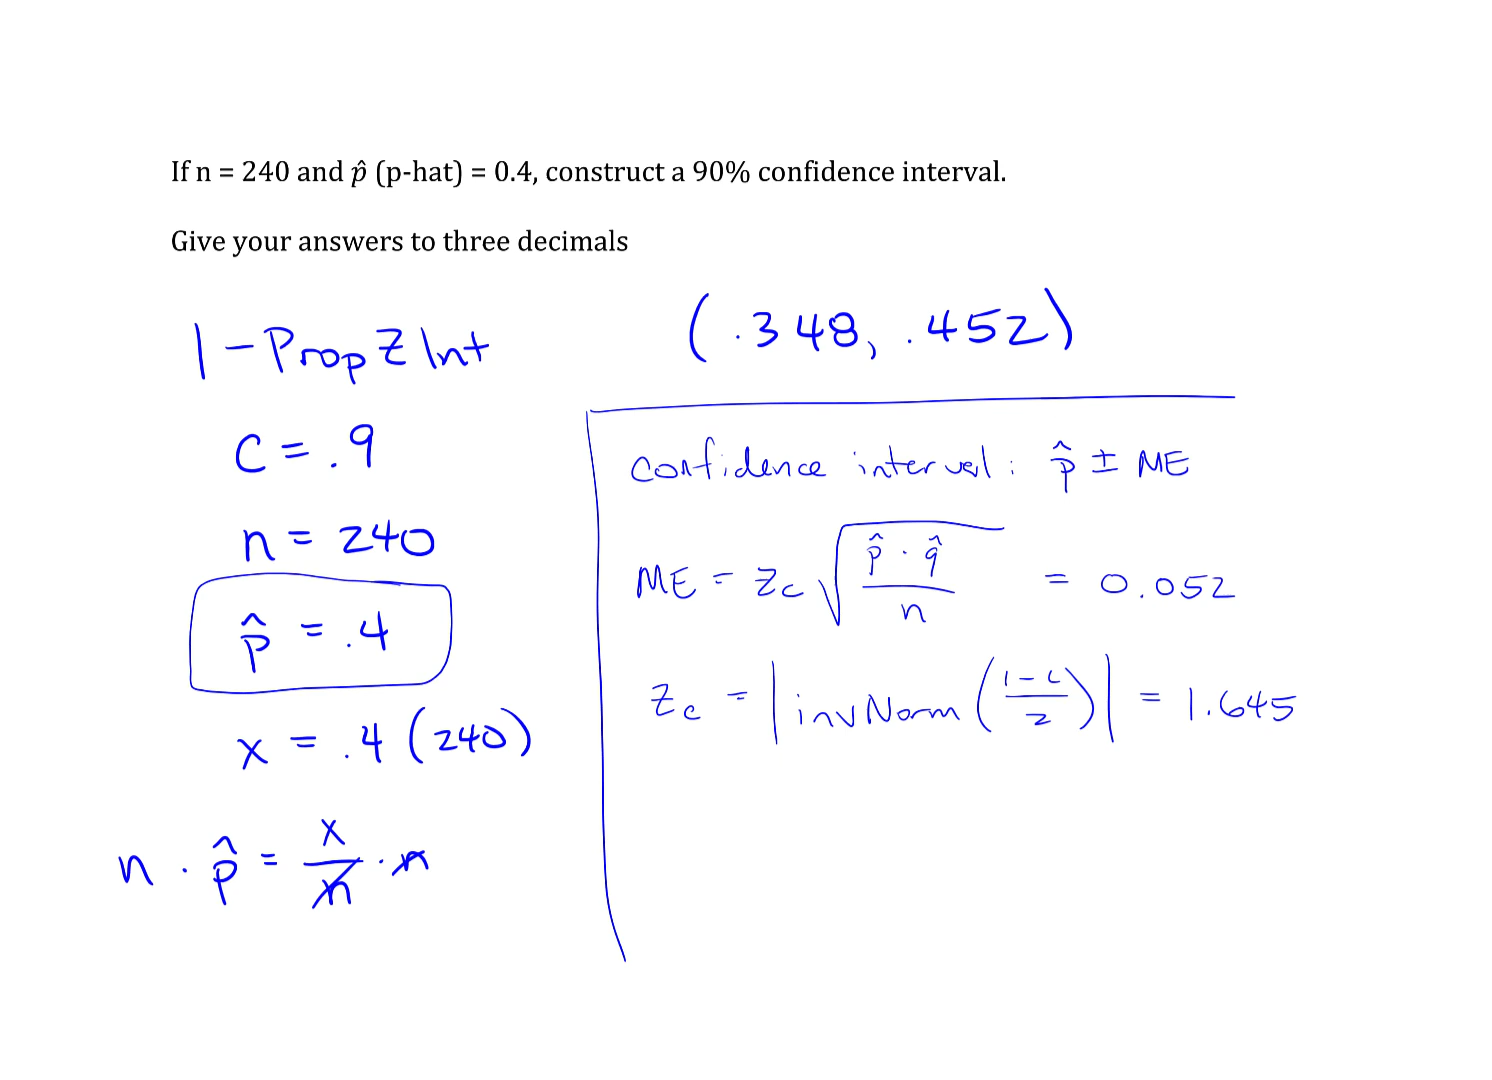 If n = 240 and p̂ (p-hat) = 0.4, construct a 90% confidence interval.
Give your answers to three decimals
1-PropZInt
C = .9
n = 240
p̂ = .4
x = .4 (240)
n · p̂ = x/n · n
(.348, .452)
Confidence interval: p̂ ± ME
ME = Zc √(p̂ · q̂ / n) = 0.052
Zc = |invNorm((1-C)/2)| = 1.645